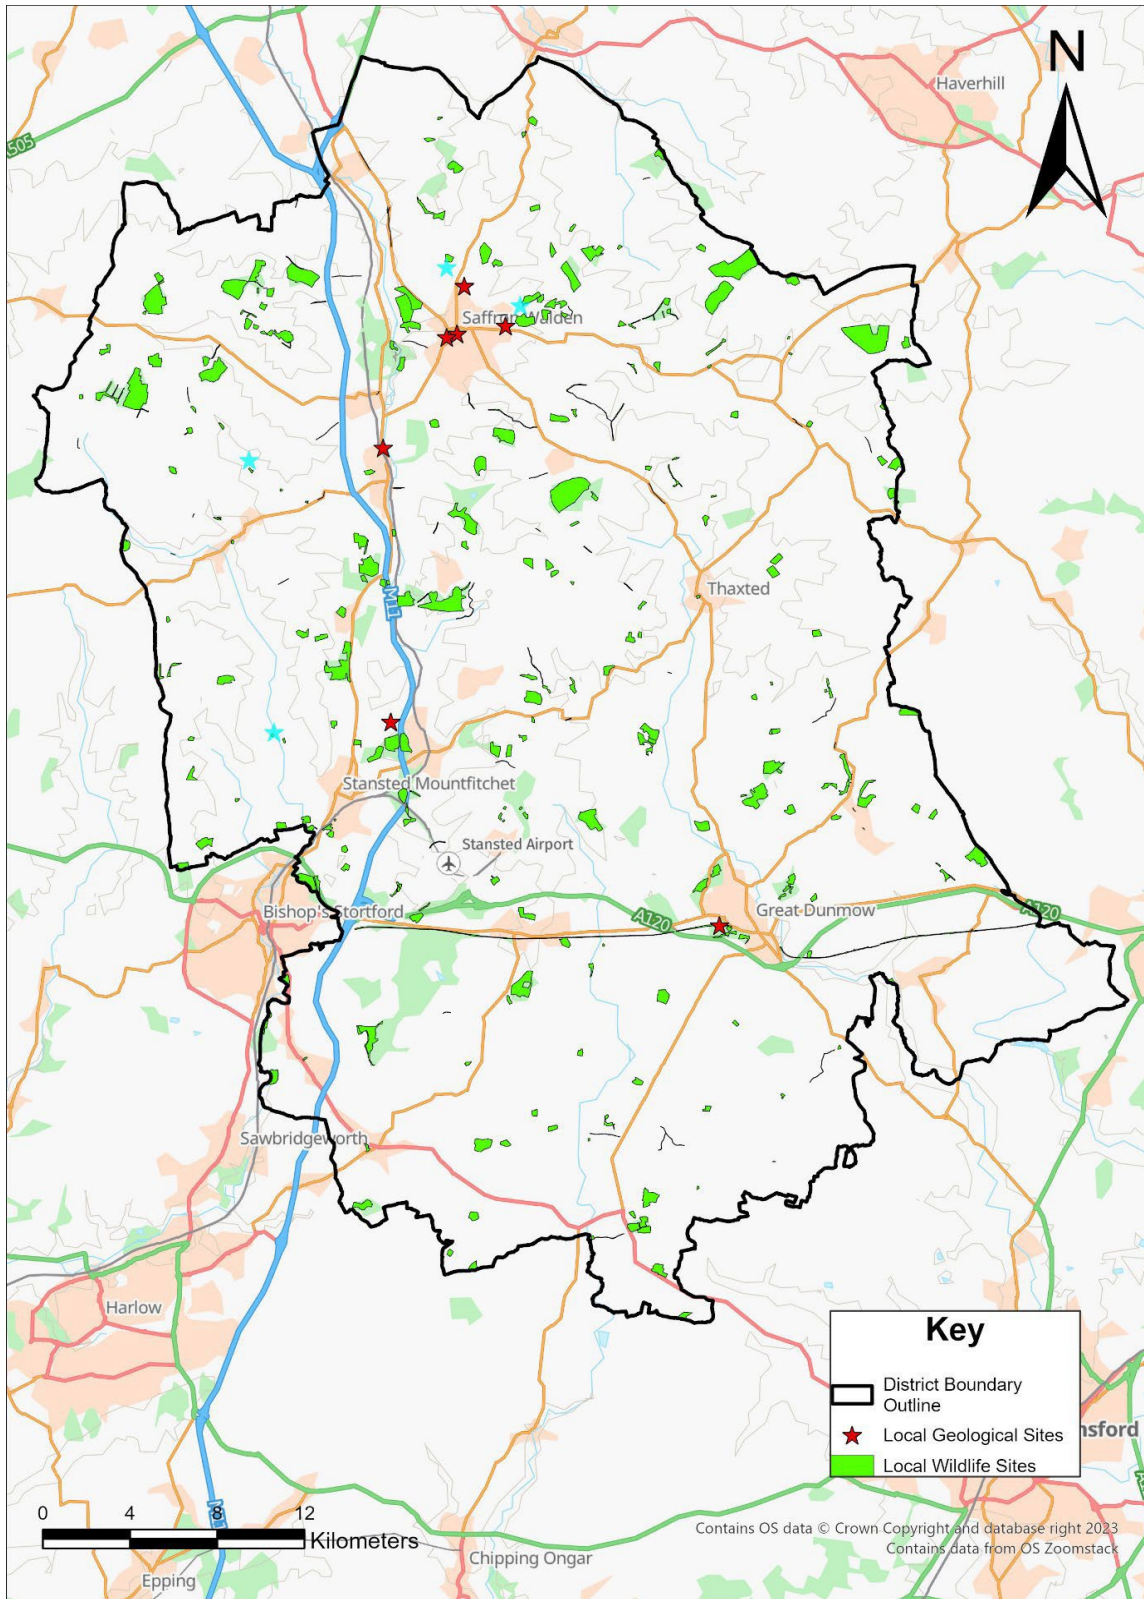 N
Haverhill
A505
Saffron Walden
Thaxted
M11
Stansted Mountfitchet
Stansted Airport
Bishop's Stortford
A120
Great Dunmow
A120
Sawbridgeworth
Harlow
Key
District Boundary
Outline
Local Geological Sites
Local Wildlife Sites
nsford
0 4 8 12
Kilometers
Contains OS data © Crown Copyright and database right 2023
Contains data from OS Zoomstack
Chipping Ongar
Epping